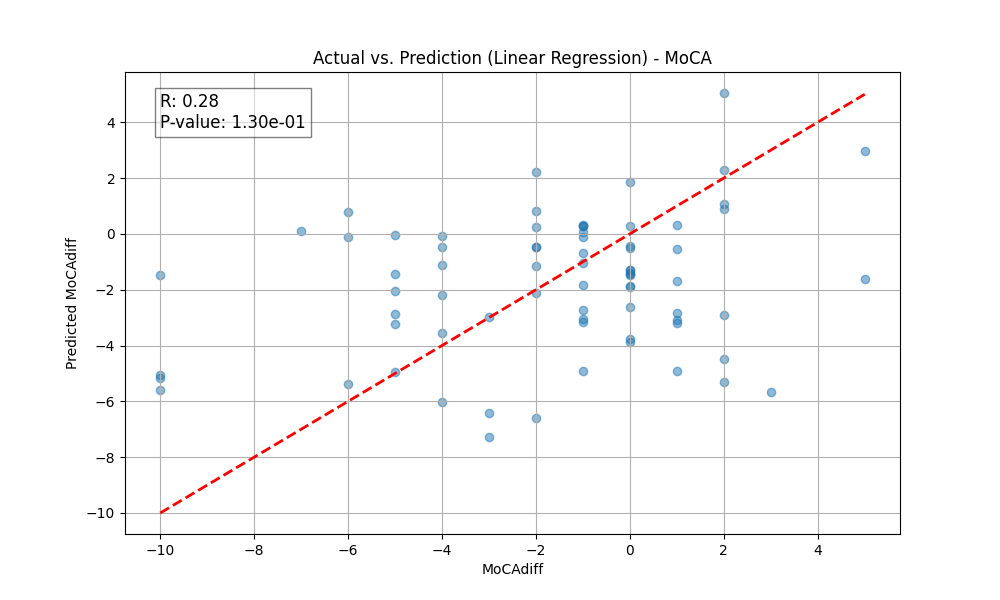 Actual vs. Prediction (Linear Regression) - MoCA
R: 0.28
P-value: 1.30e-01
Predicted MoCAdiff
4
2
0
−2
−4
−6
−8
−10
−10 −8 −6 −4 −2 0 2 4
MoCAdiff